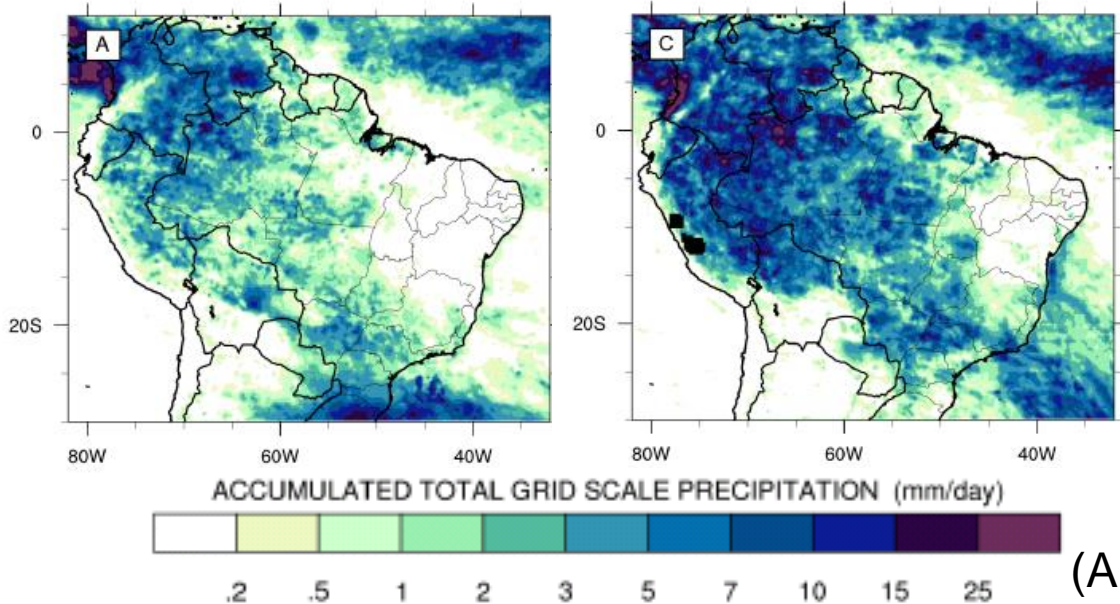 A
C
0
20S
80W 60W 40W
0
20S
80W 60W 40W
ACCUMULATED TOTAL GRID SCALE PRECIPITATION (mm/day)
.2 .5 1 2 3 5 7 10 15 25
(A